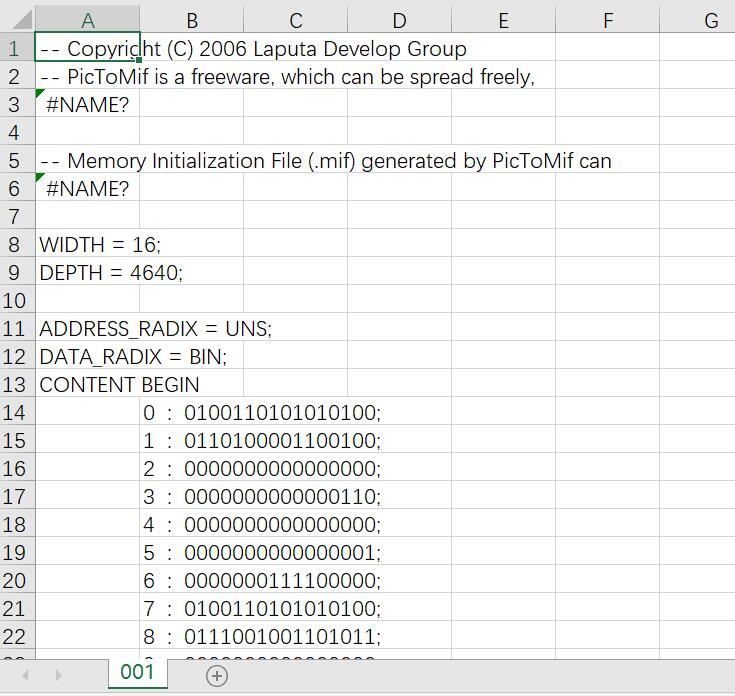 A B C D E F G
1 -- Copyright (C) 2006 Laputa Develop Group
2 -- PicToMif is a freeware, which can be spread freely,
3 #NAME?
4
5 -- Memory Initialization File (.mif) generated by PicToMif can
6 #NAME?
7
8 WIDTH = 16;
9 DEPTH = 4640;
10
11 ADDRESS_RADIX = UNS;
12 DATA_RADIX = BIN;
13 CONTENT BEGIN
14 0 : 0100110101010100;
15 1 : 0110100001100100;
16 2 : 0000000000000000;
17 3 : 0000000000000110;
18 4 : 0000000000000000;
19 5 : 0000000000000001;
20 6 : 0000000111100000;
21 7 : 0100110101010100;
22 8 : 0111001001101011;
001